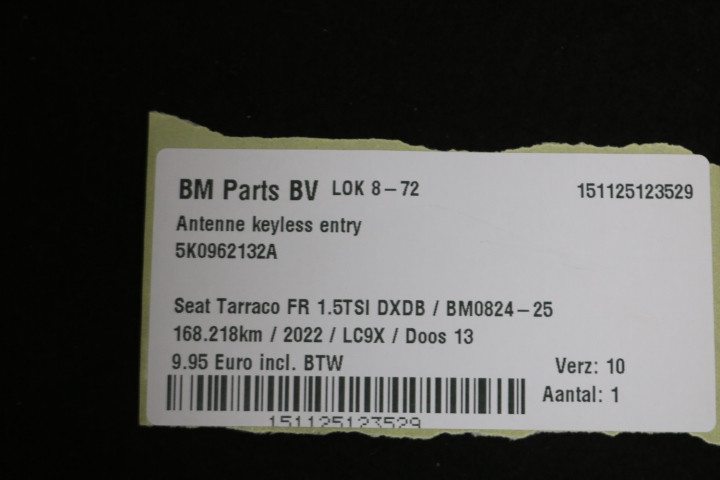 BM Parts BV LOK 8-72 151125123529
Antenne keyless entry
5K0962132A
Seat Tarraco FR 1.5TSI DXDB / BM0824-25
168.218km / 2022 / LC9X / Doos 13
9.95 Euro incl. BTW Verz: 10
Aantal: 1
151125123529